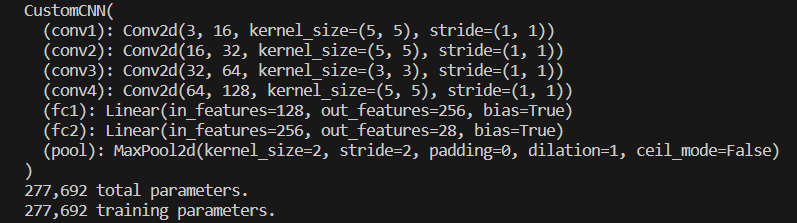 CustomCNN(
(conv1): Conv2d(3, 16, kernel_size=(5, 5), stride=(1, 1))
(conv2): Conv2d(16, 32, kernel_size=(5, 5), stride=(1, 1))
(conv3): Conv2d(32, 64, kernel_size=(3, 3), stride=(1, 1))
(conv4): Conv2d(64, 128, kernel_size=(5, 5), stride=(1, 1))
(fc1): Linear(in_features=128, out_features=256, bias=True)
(fc2): Linear(in_features=256, out_features=28, bias=True)
(pool): MaxPool2d(kernel_size=2, stride=2, padding=0, dilation=1, ceil_mode=False)
)
277,692 total parameters.
277,692 training parameters.